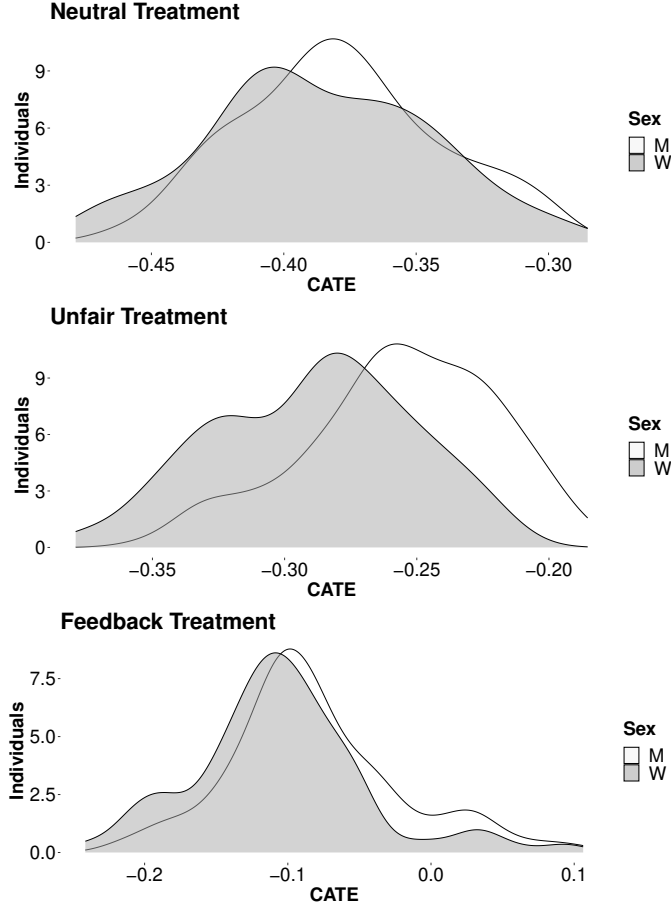 Neutral Treatment
Individuals
9
6
3
0
−0.45 −0.40 −0.35 −0.30
CATE
Sex
M
W
Unfair Treatment
Individuals
9
6
3
0
−0.35 −0.30 −0.25 −0.20
CATE
Sex
M
W
Feedback Treatment
Individuals
7.5
5.0
2.5
0.0
−0.2 −0.1 0.0 0.1
CATE
Sex
M
W